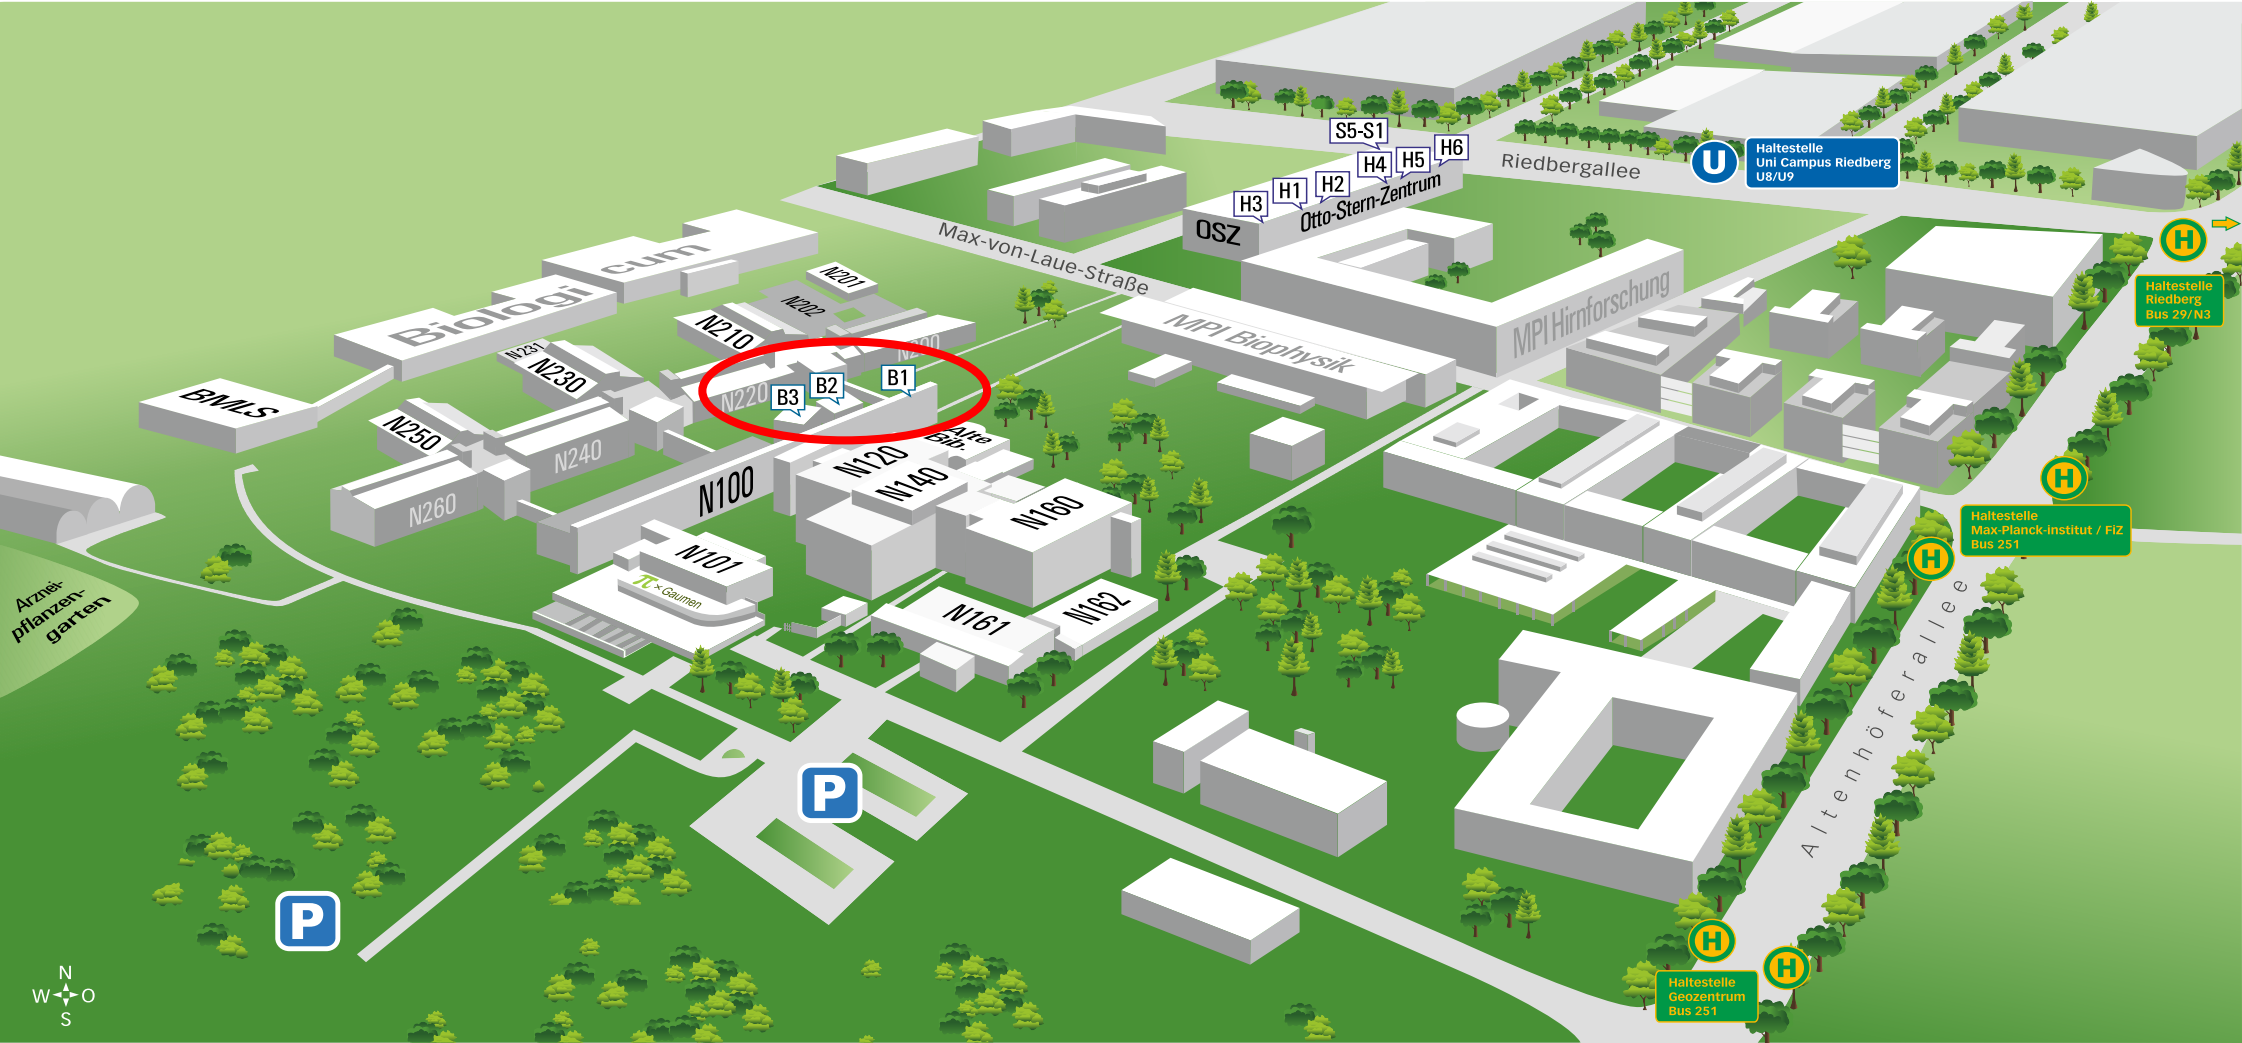 S5-S1
H6
H5
H4
H2
H1
H3
Otto-Stern-Zentrum
OSZ
Riedbergallee
U
Haltestelle
Uni Campus Riedberg
U8/U9
H
Haltestelle
Riedberg
Bus 29/N3
Max-von-Laue-Straße
MPI Hirnforschung
MPI Biophysik
Biologi
cum
BMLS
N201
N202
N210
N200
N231
N230
N220
B3
B2
B1
N250
N240
N260
N100
Alte
Bib.
N120
N140
N160
N101
π x Gaumen
N161
N162
Arznei-
pflanzen-
garten
H
Haltestelle
Max-Planck-institut / FiZ
Bus 251
H
Altenhöferallee
P
P
H
H
Haltestelle
Geozentrum
Bus 251
N
W
O
S